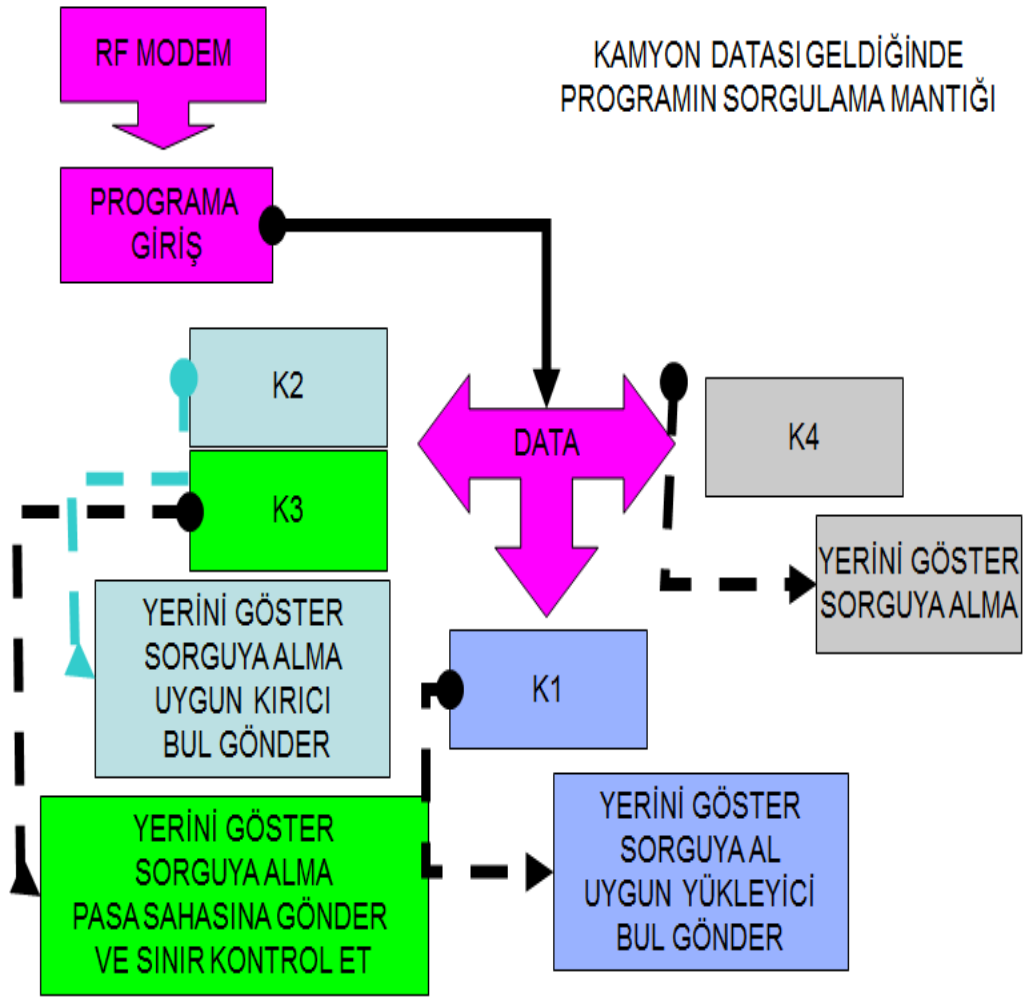 RF MODEM
KAMYON DATASI GELDİĞİNDE
PROGRAMIN SORGULAMA MANTIĞI
PROGRAMA
GİRİŞ
K2
DATA
K4
K3
YERİNİ GÖSTER
SORGUYA ALMA
YERİNİ GÖSTER
SORGUYA ALMA
UYGUN KIRICI
BUL GÖNDER
K1
YERİNİ GÖSTER
SORGUYA ALMA
PASA SAHASINA GÖNDER
VE SINIR KONTROL ET
YERİNİ GÖSTER
SORGUYA AL
UYGUN YÜKLEYİCİ
BUL GÖNDER